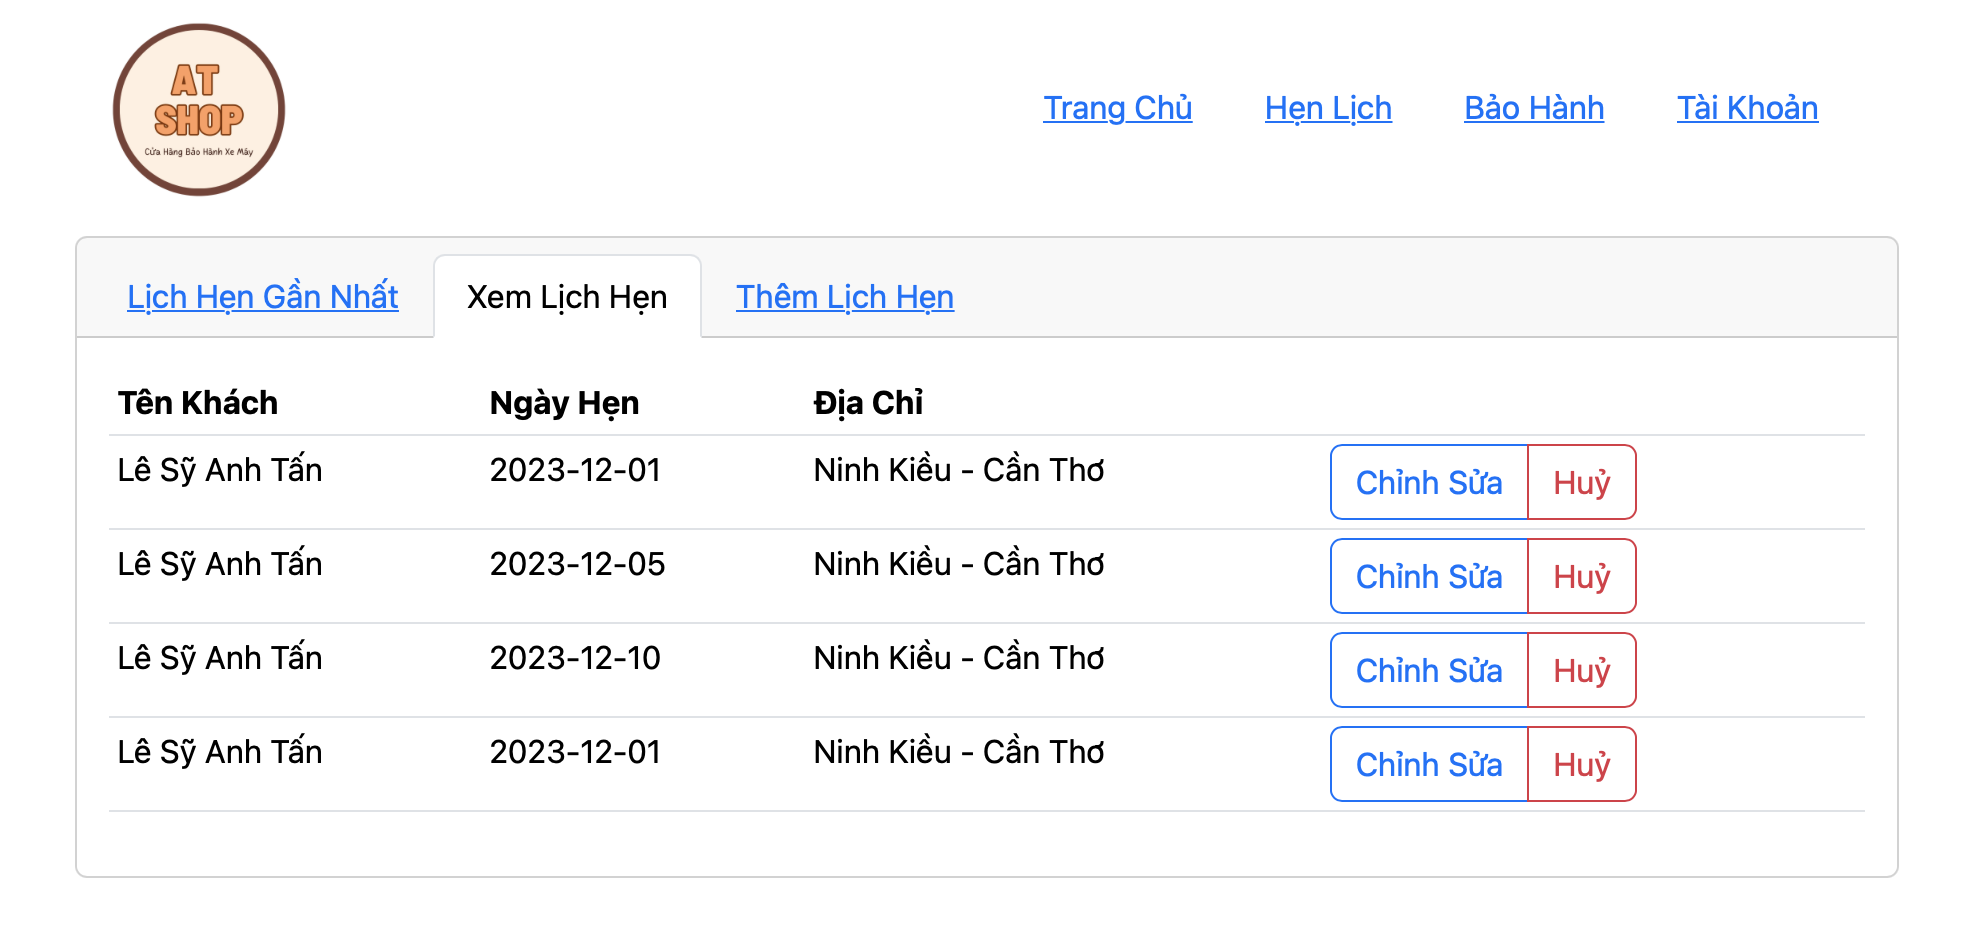 AT
SHOP
Cửa Hàng Bảo Hành Xe Máy
Trang Chủ Hẹn Lịch Bảo Hành Tài Khoản
Lịch Hẹn Gần Nhất Xem Lịch Hẹn Thêm Lịch Hẹn
Tên Khách Ngày Hẹn Địa Chỉ
Lê Sỹ Anh Tấn 2023-12-01 Ninh Kiều - Cần Thơ Chỉnh Sửa Huỷ
Lê Sỹ Anh Tấn 2023-12-05 Ninh Kiều - Cần Thơ Chỉnh Sửa Huỷ
Lê Sỹ Anh Tấn 2023-12-10 Ninh Kiều - Cần Thơ Chỉnh Sửa Huỷ
Lê Sỹ Anh Tấn 2023-12-01 Ninh Kiều - Cần Thơ Chỉnh Sửa Huỷ